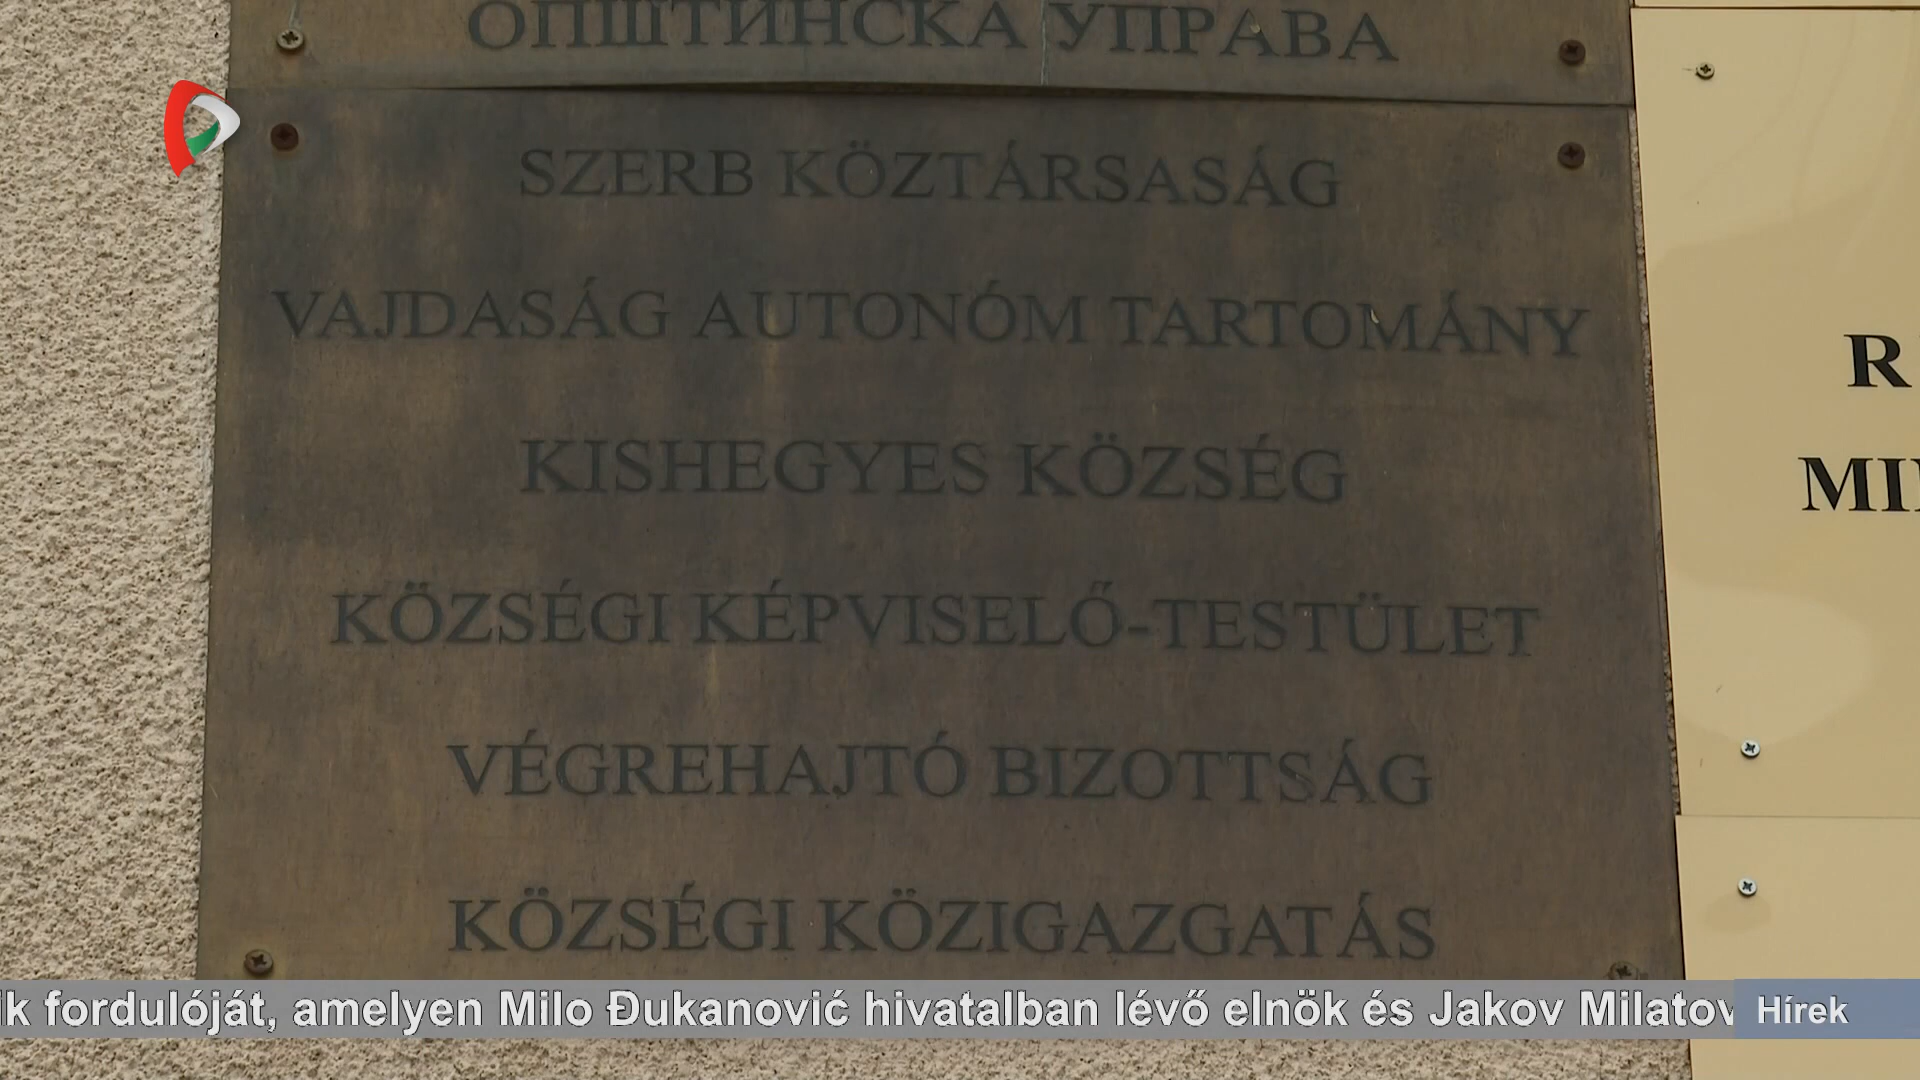 ОПШТИНСКА УПРАВА
SZERB KÖZTÁRSASÁG
VAJDASÁG AUTONÓM TARTOMÁNY
KISHEGYES KÖZSÉG
KÖZSÉGI KÉPVISELŐ-TESTÜLET
VÉGREHAJTÓ BIZOTTSÁG
KÖZSÉGI KÖZIGAZGATÁS
R
MI
ik fordulóját, amelyen Milo Đukanović hivatalban lévő elnök és Jakov Milatov
Hírek